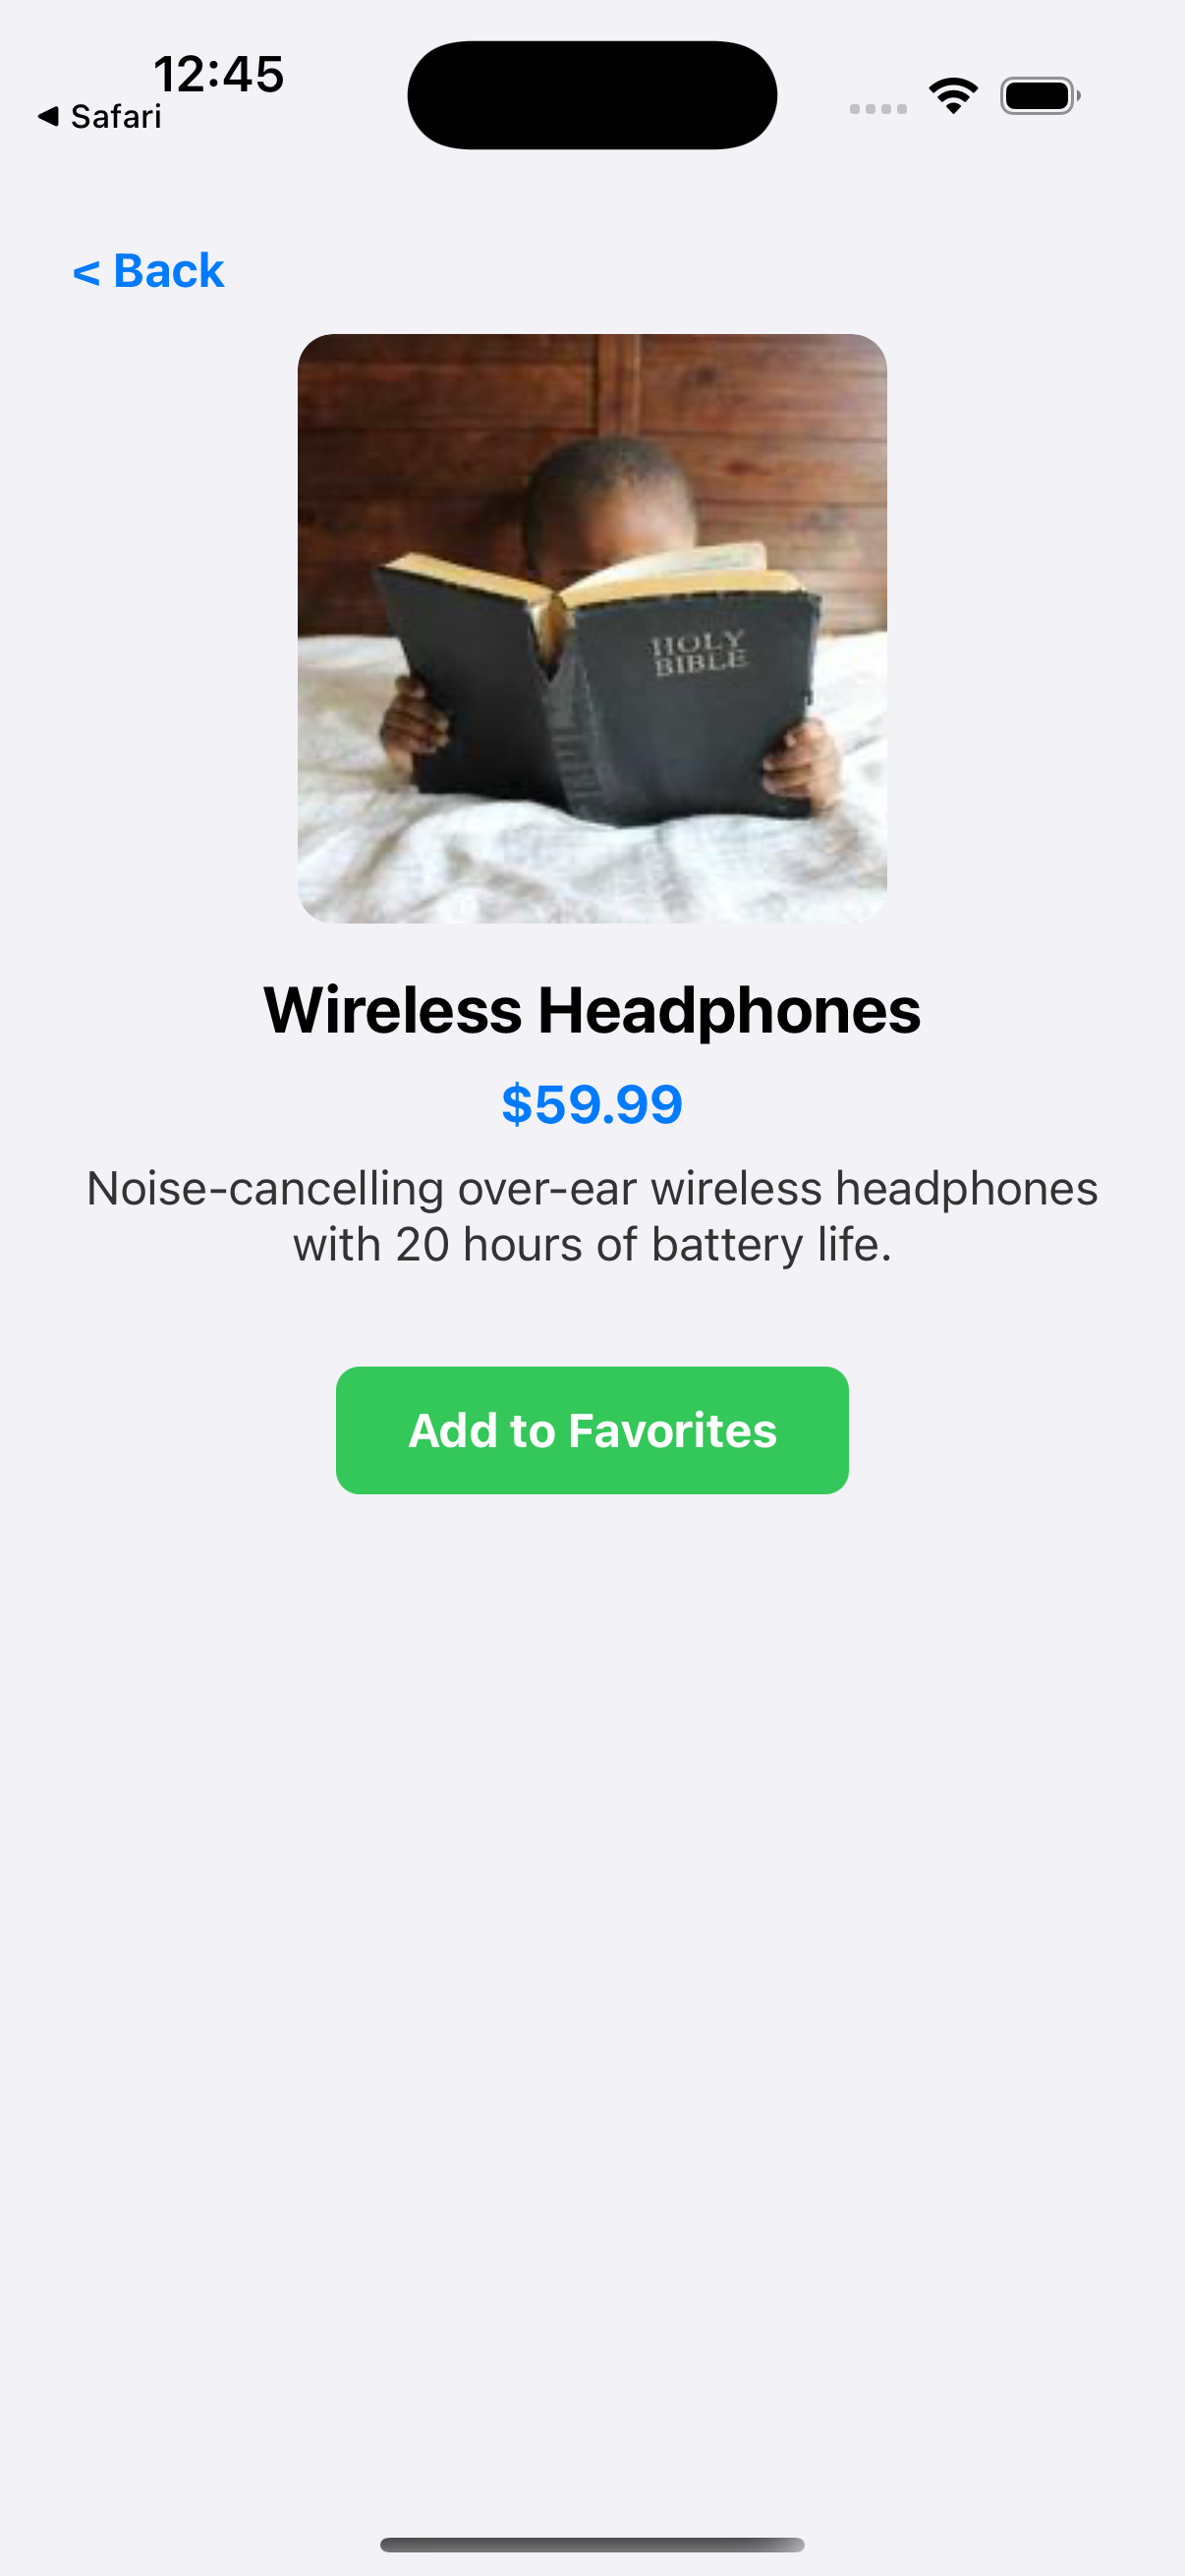 12:45
◀ Safari
< Back
HOLY
BIBLE
Wireless Headphones
$59.99
Noise-cancelling over-ear wireless headphones
with 20 hours of battery life.
Add to Favorites